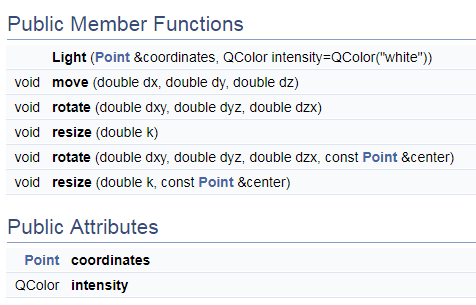 Public Member Functions
Light (Point &coordinates, QColor intensity=QColor("white"))
void move (double dx, double dy, double dz)
void rotate (double dxy, double dyz, double dzx)
void resize (double k)
void rotate (double dxy, double dyz, double dzx, const Point &center)
void resize (double k, const Point &center)
Public Attributes
Point coordinates
QColor intensity